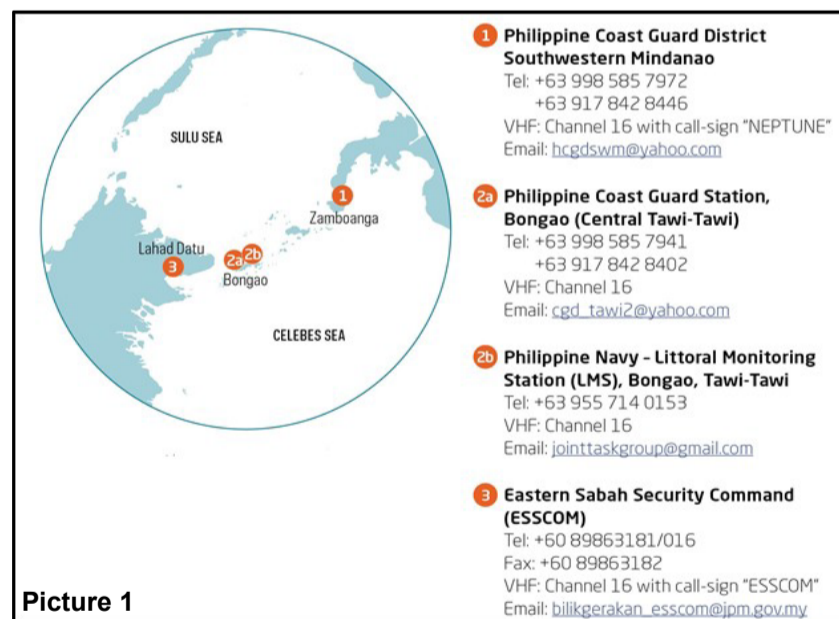 SULU SEA
1
Zamboanga
Lahad Datu
3
2a
2b
Bongao
CELEBES SEA
Picture 1
1 Philippine Coast Guard District
Southwestern Mindanao
Tel: +63 998 585 7972
+63 917 842 8446
VHF: Channel 16 with call-sign "NEPTUNE"
Email: hcgdswm@yahoo.com
2a Philippine Coast Guard Station,
Bongao (Central Tawi-Tawi)
Tel: +63 998 585 7941
+63 917 842 8402
VHF: Channel 16
Email: cgd_tawi2@yahoo.com
2b Philippine Navy – Littoral Monitoring
Station (LMS), Bongao, Tawi-Tawi
Tel: +63 955 714 0153
VHF: Channel 16
Email: jointtaskgroup@gmail.com
3 Eastern Sabah Security Command
(ESSCOM)
Tel: +60 89863181/016
Fax: +60 89863182
VHF: Channel 16 with call-sign "ESSCOM"
Email: bilikgerakan_esscom@jpm.gov.my